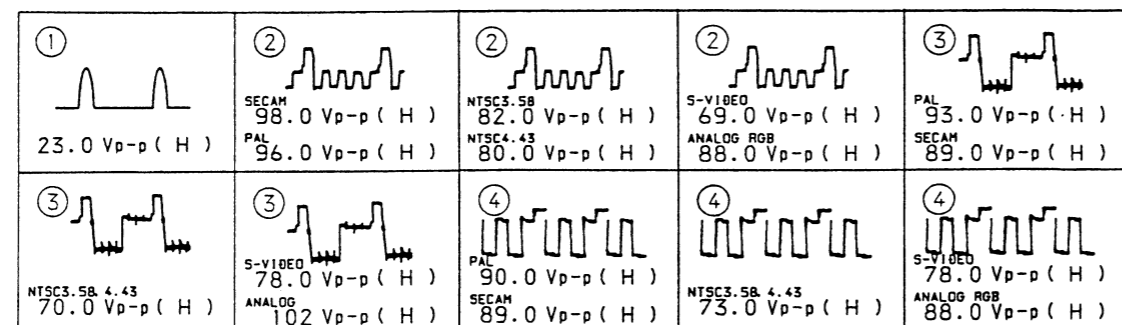 ①
23.0 Vp-p ( H )
②
SECAM
98.0 Vp-p ( H )
PAL
96.0 Vp-p ( H )
②
NTSC3.58
82.0 Vp-p ( H )
NTSC4.43
80.0 Vp-p ( H )
②
S-VIDEO
69.0 Vp-p ( H )
ANALOG RGB
88.0 Vp-p ( H )
③
PAL
93.0 Vp-p ( H )
SECAM
89.0 Vp-p ( H )
③
NTSC3.58. 4.43
70.0 Vp-p ( H )
③
S-VIDEO
78.0 Vp-p ( H )
ANALOG
102 Vp-p ( H )
④
PAL
90.0 Vp-p ( H )
SECAM
89.0 Vp-p ( H )
④
NTSC3.58. 4.43
73.0 Vp-p ( H )
④
S-VIDEO
78.0 Vp-p ( H )
ANALOG RGB
88.0 Vp-p ( H )